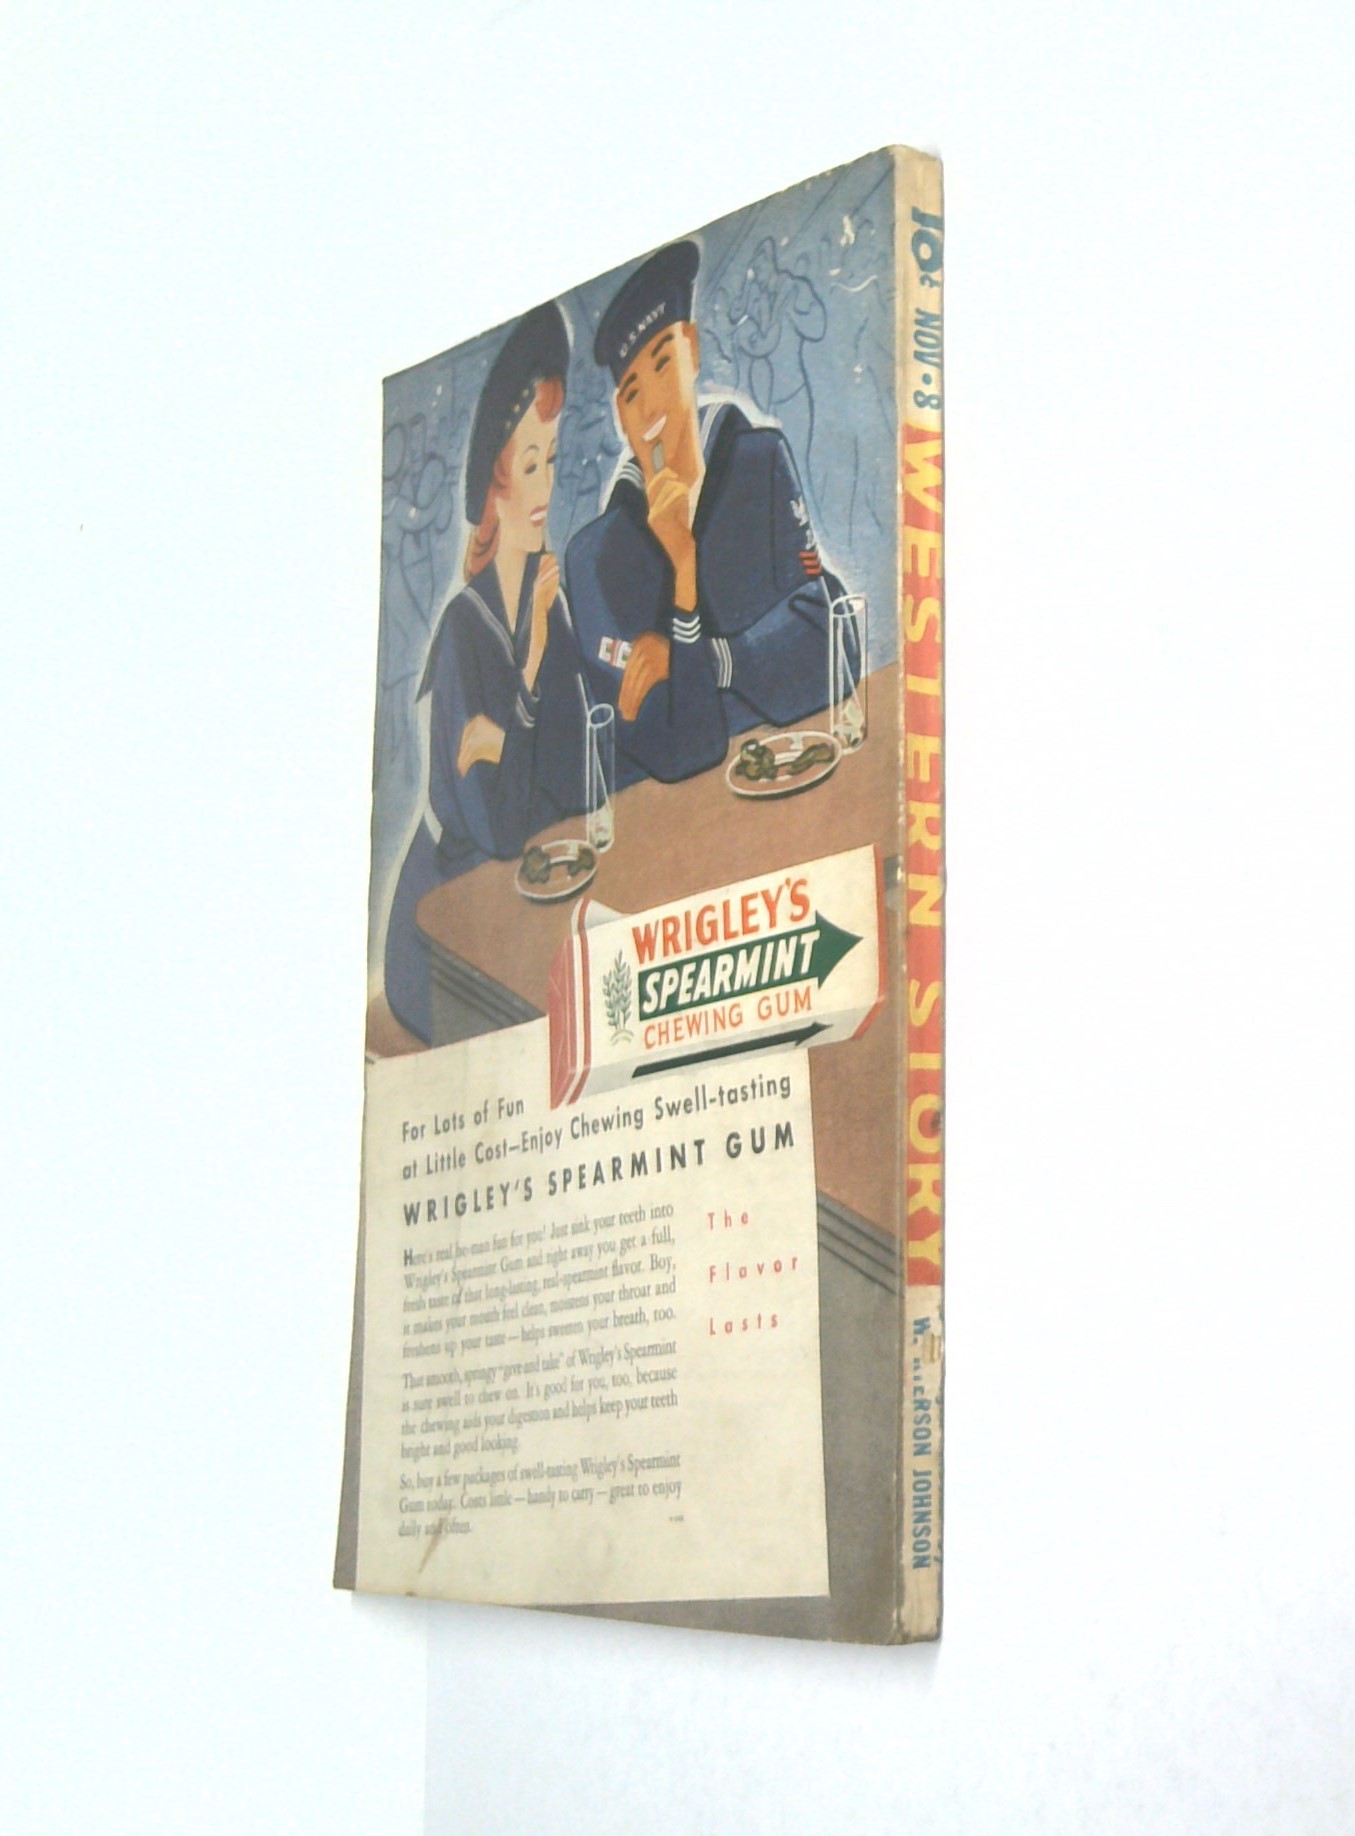 U.S. NAVY
WRIGLEY'S
SPEARMINT
CHEWING GUM
For Lots of Fun
at Little Cost—Enjoy Chewing Swell-tasting
WRIGLEY'S SPEARMINT GUM
Here's real he-man fun for you! Just sink your teeth into
Wrigley's Spearmint Gum and right away you get a full,
fresh taste of that long-lasting, real-spearmint flavor. Boy,
it makes your mouth feel clean, moistens your throat and
freshens up your taste—helps sweeten your breath, too.
That smooth, springy "give and take" of Wrigley's Spearmint
is sure swell to chew on. It's good for you, too, because
the chewing aids your digestion and helps keep your teeth
bright and good looking.
So, buy a few packages of swell-tasting Wrigley's Spearmint
Gum today. Costs little—handy to carry—great to enjoy
daily and often.
The
Flavor
Lasts
10¢ NOV•8 WESTERN STORY JOHNSON